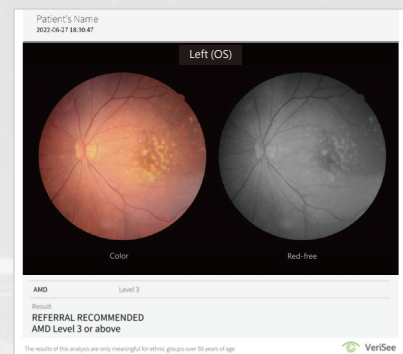 Patient's Name
2022-06-27 18:30:47
Left (OS)
Color
Red-free
AMD Level 3
Result
REFERRAL RECOMMENDED
AMD Level 3 or above
The results of this analysis are only meaningful for ethnic groups over 50 years of age
VeriSee